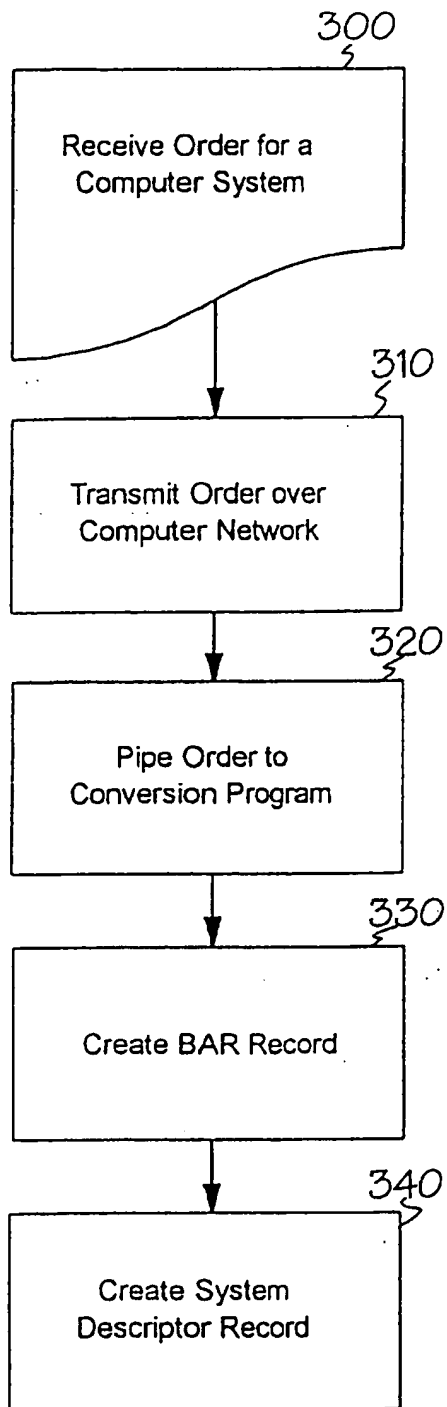 300
Receive Order for a
Computer System
310
Transmit Order over
Computer Network
320
Pipe Order to
Conversion Program
330
Create BAR Record
340
Create System
Descriptor Record